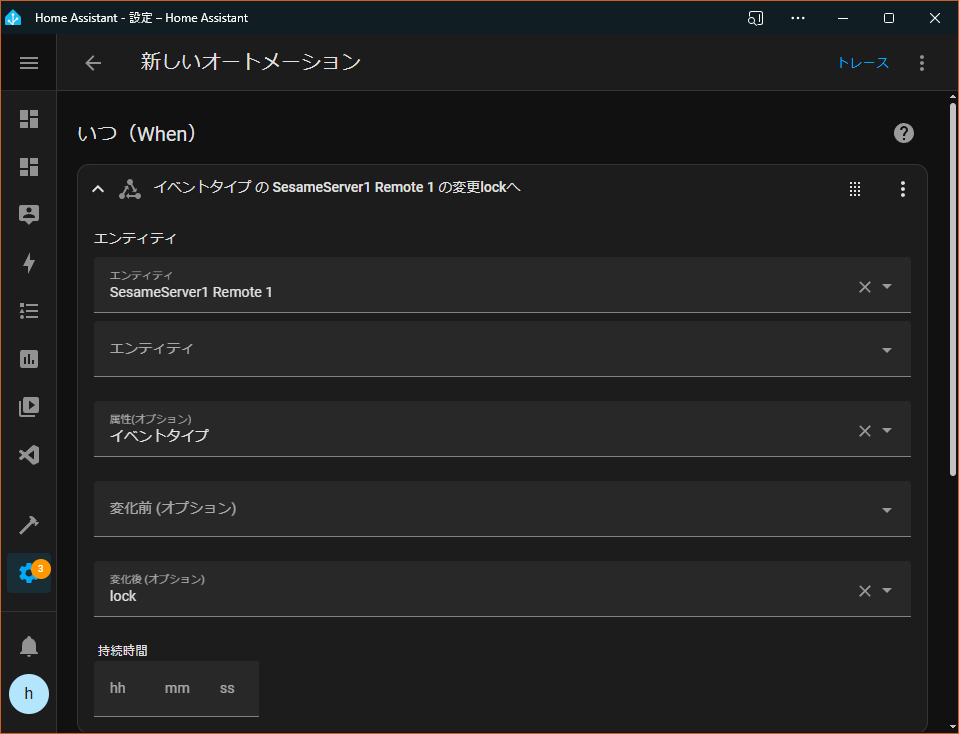 Home Assistant - 設定 – Home Assistant
新しいオートメーション
トレース
いつ（When）
イベントタイプ の SesameServer1 Remote 1 の変更lockへ
エンティティ
エンティティ
SesameServer1 Remote 1
エンティティ
属性(オプション)
イベントタイプ
変化前 (オプション)
変化後 (オプション)
lock
3
持続時間
hh mm ss
h